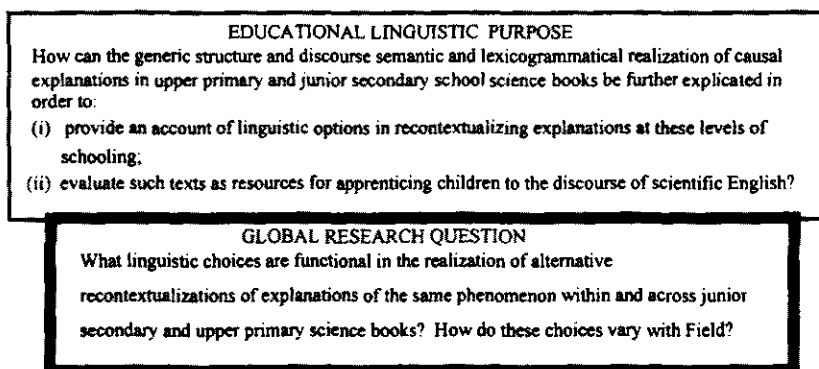 EDUCATIONAL LINGUISTIC PURPOSE
How can the generic structure and discourse semantic and lexicogrammatical realization of causal
explanations in upper primary and junior secondary school science books be further explicated in
order to:
(i) provide an account of linguistic options in recontextualizing explanations at these levels of
schooling;
(ii) evaluate such texts as resources for apprenticing children to the discourse of scientific English?
GLOBAL RESEARCH QUESTION
What linguistic choices are functional in the realization of alternative
recontextualizations of explanations of the same phenomenon within and across junior
secondary and upper primary science books? How do these choices vary with Field?